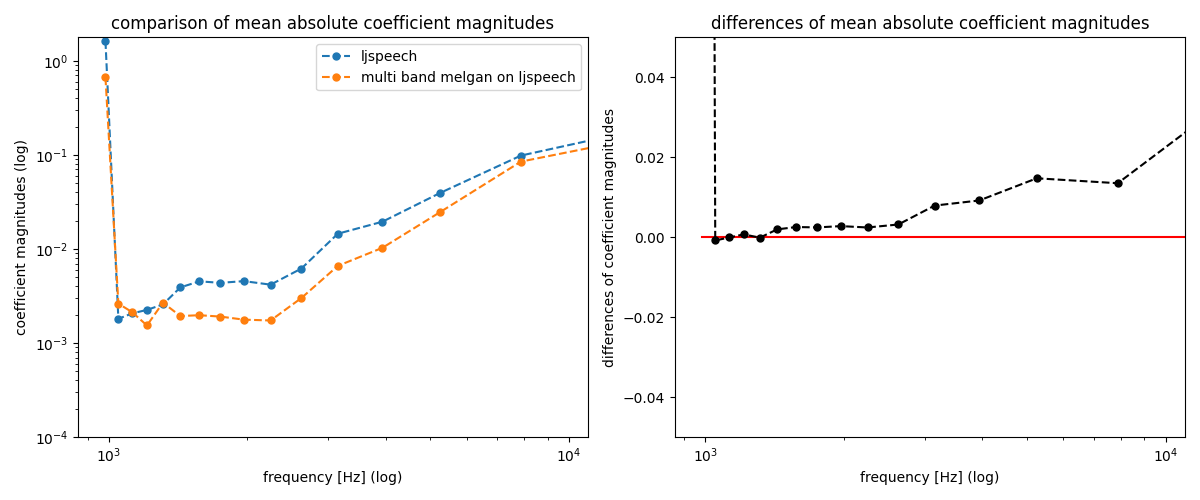 comparison of mean absolute coefficient magnitudes
coefficient magnitudes (log)
10⁰
10⁻¹
10⁻²
10⁻³
10⁻⁴
ljspeech
multi band melgan on ljspeech
10³
10⁴
frequency [Hz] (log)
differences of mean absolute coefficient magnitudes
differences of coefficient magnitudes
0.04
0.02
0.00
−0.02
−0.04
10³
10⁴
frequency [Hz] (log)